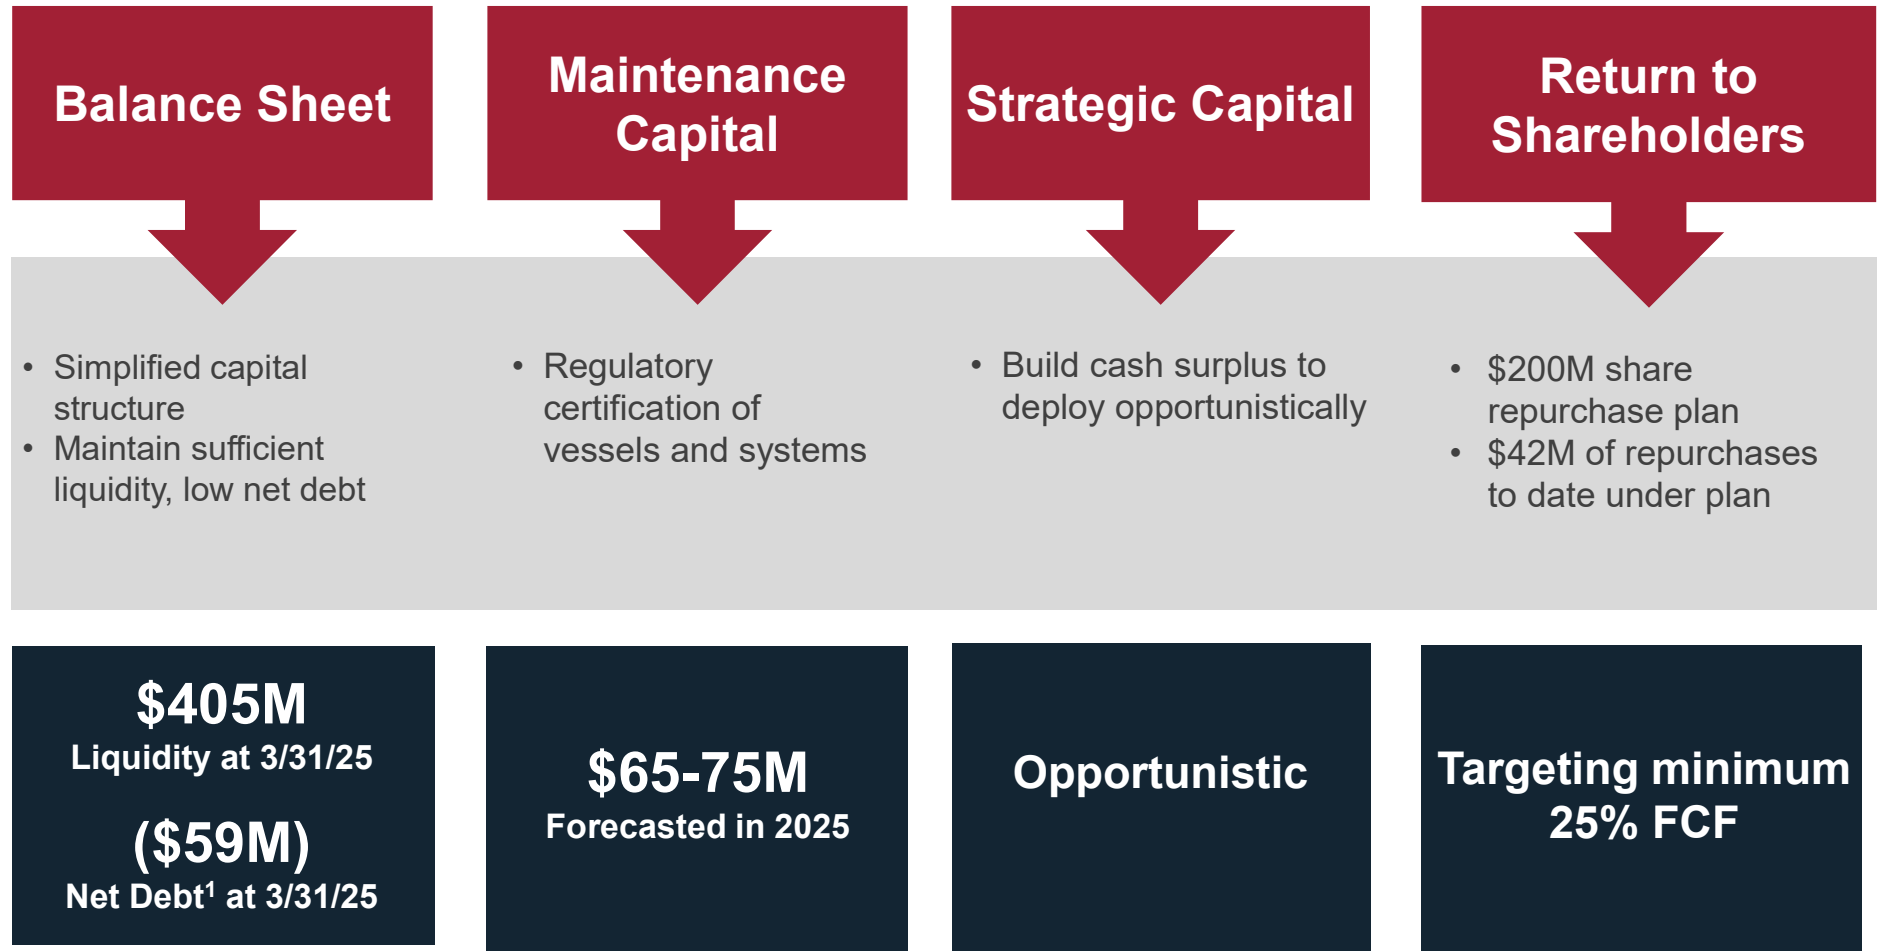 Balance Sheet
Maintenance
Capital
Strategic Capital
Return to
Shareholders
• Simplified capital
structure
• Maintain sufficient
liquidity, low net debt
• Regulatory
certification of
vessels and systems
• Build cash surplus to
deploy opportunistically
• $200M share
repurchase plan
• $42M of repurchases
to date under plan
$405M
Liquidity at 3/31/25
($59M)
Net Debt¹ at 3/31/25
$65-75M
Forecasted in 2025
Opportunistic
Targeting minimum
25% FCF